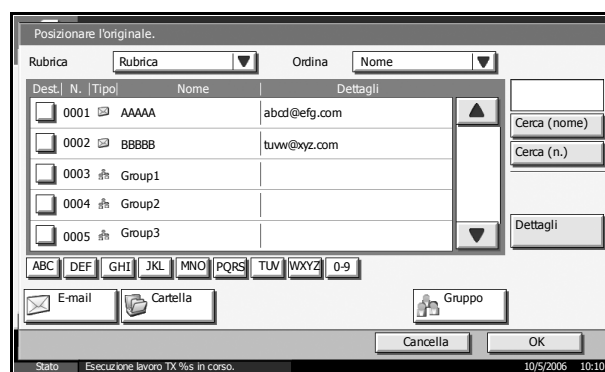 Posizionare l'originale.
Rubrica Rubrica Ordina Nome
Dest. N. Tipo Nome Dettagli
0001 AAAAA abcd@efg.com
0002 BBBBB tuvw@xyz.com
0003 Group1
0004 Group2
0005 Group3
Cerca (nome)
Cerca (n.)
Dettagli
ABC DEF GHI JKL MNO PQRS TUV WXYZ 0-9
E-mail Cartella Gruppo
Cancella OK
Stato Esecuzione lavoro TX %s in corso. 10/5/2006 10:10